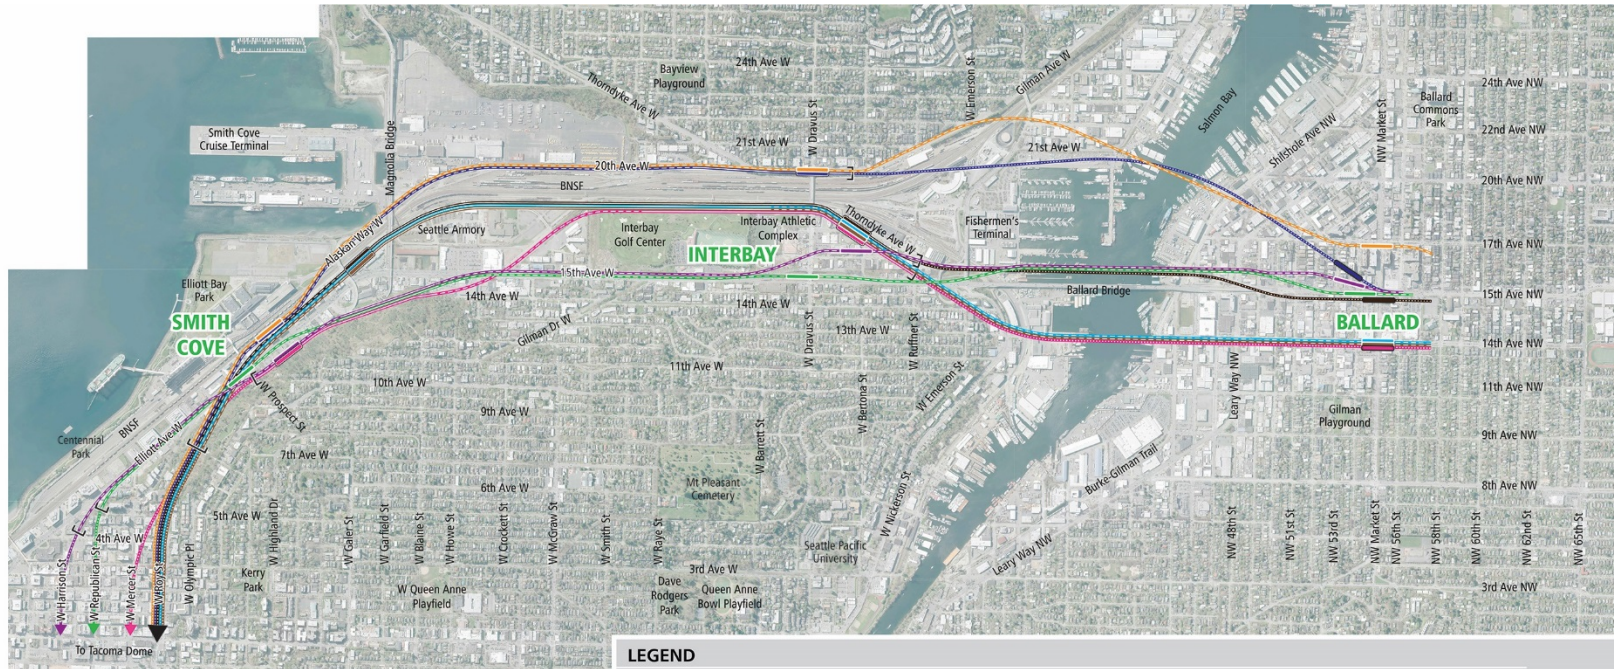 24th Ave W
Bayview
Playground
Thorndyke Ave W
W Dravus St
W Emerson St
Gilman Ave W
Salmon Bay
24th Ave NW
Ballard
Commons
Park
NW Market St
22nd Ave NW
Shilshole Ave NW
Smith Cove
Cruise Terminal
Magnolia Bridge
21st Ave W
21st Ave W
20th Ave W
20th Ave NW
BNSF
Alaskan Way W
Seattle Armory
Interbay
Golf Center
Interbay Athletic
Complex
Thorndyke Ave W
Fishermen's
Terminal
INTERBAY
17th Ave NW
15th Ave W
Elliott Bay
Park
14th Ave W
14th Ave W
Ballard Bridge
15th Ave NW
SMITH
COVE
Gilman Dr W
13th Ave W
BALLARD
W Dravus St
W Ruffner St
14th Ave NW
11th Ave W
10th Ave W
W Prospect St
W Emerson St
W Bertona St
Leary Way NW
11th Ave NW
9th Ave W
Gilman
Playground
Centennial
Park
BNSF
Elliott Ave W
W Barrett St
9th Ave NW
7th Ave W
Burke-Gilman Trail
6th Ave W
Mt Pleasant
Cemetery
W Nickerson St
8th Ave NW
5th Ave W
4th Ave W
W Highland Dr
W Galer St
W Garfield St
W Blaine St
W Howe St
W Crockett St
W McGraw St
W Smith St
W Raye St
Seattle Pacific
University
Leary Way NW
NW 48th St
NW 51st St
NW 53rd St
NW Market St
NW 56th St
NW 58th St
NW 60th St
NW 62nd St
NW 65th St
W Harrison St
W Republican St
W Mercer St
W Roy St
W Olympic Pl
Kerry
Park
W Queen Anne
Playfield
3rd Ave W
Dave
Rodgers
Park
Queen Anne
Bowl Playfield
3rd Ave NW
To Tacoma Dome
LEGEND